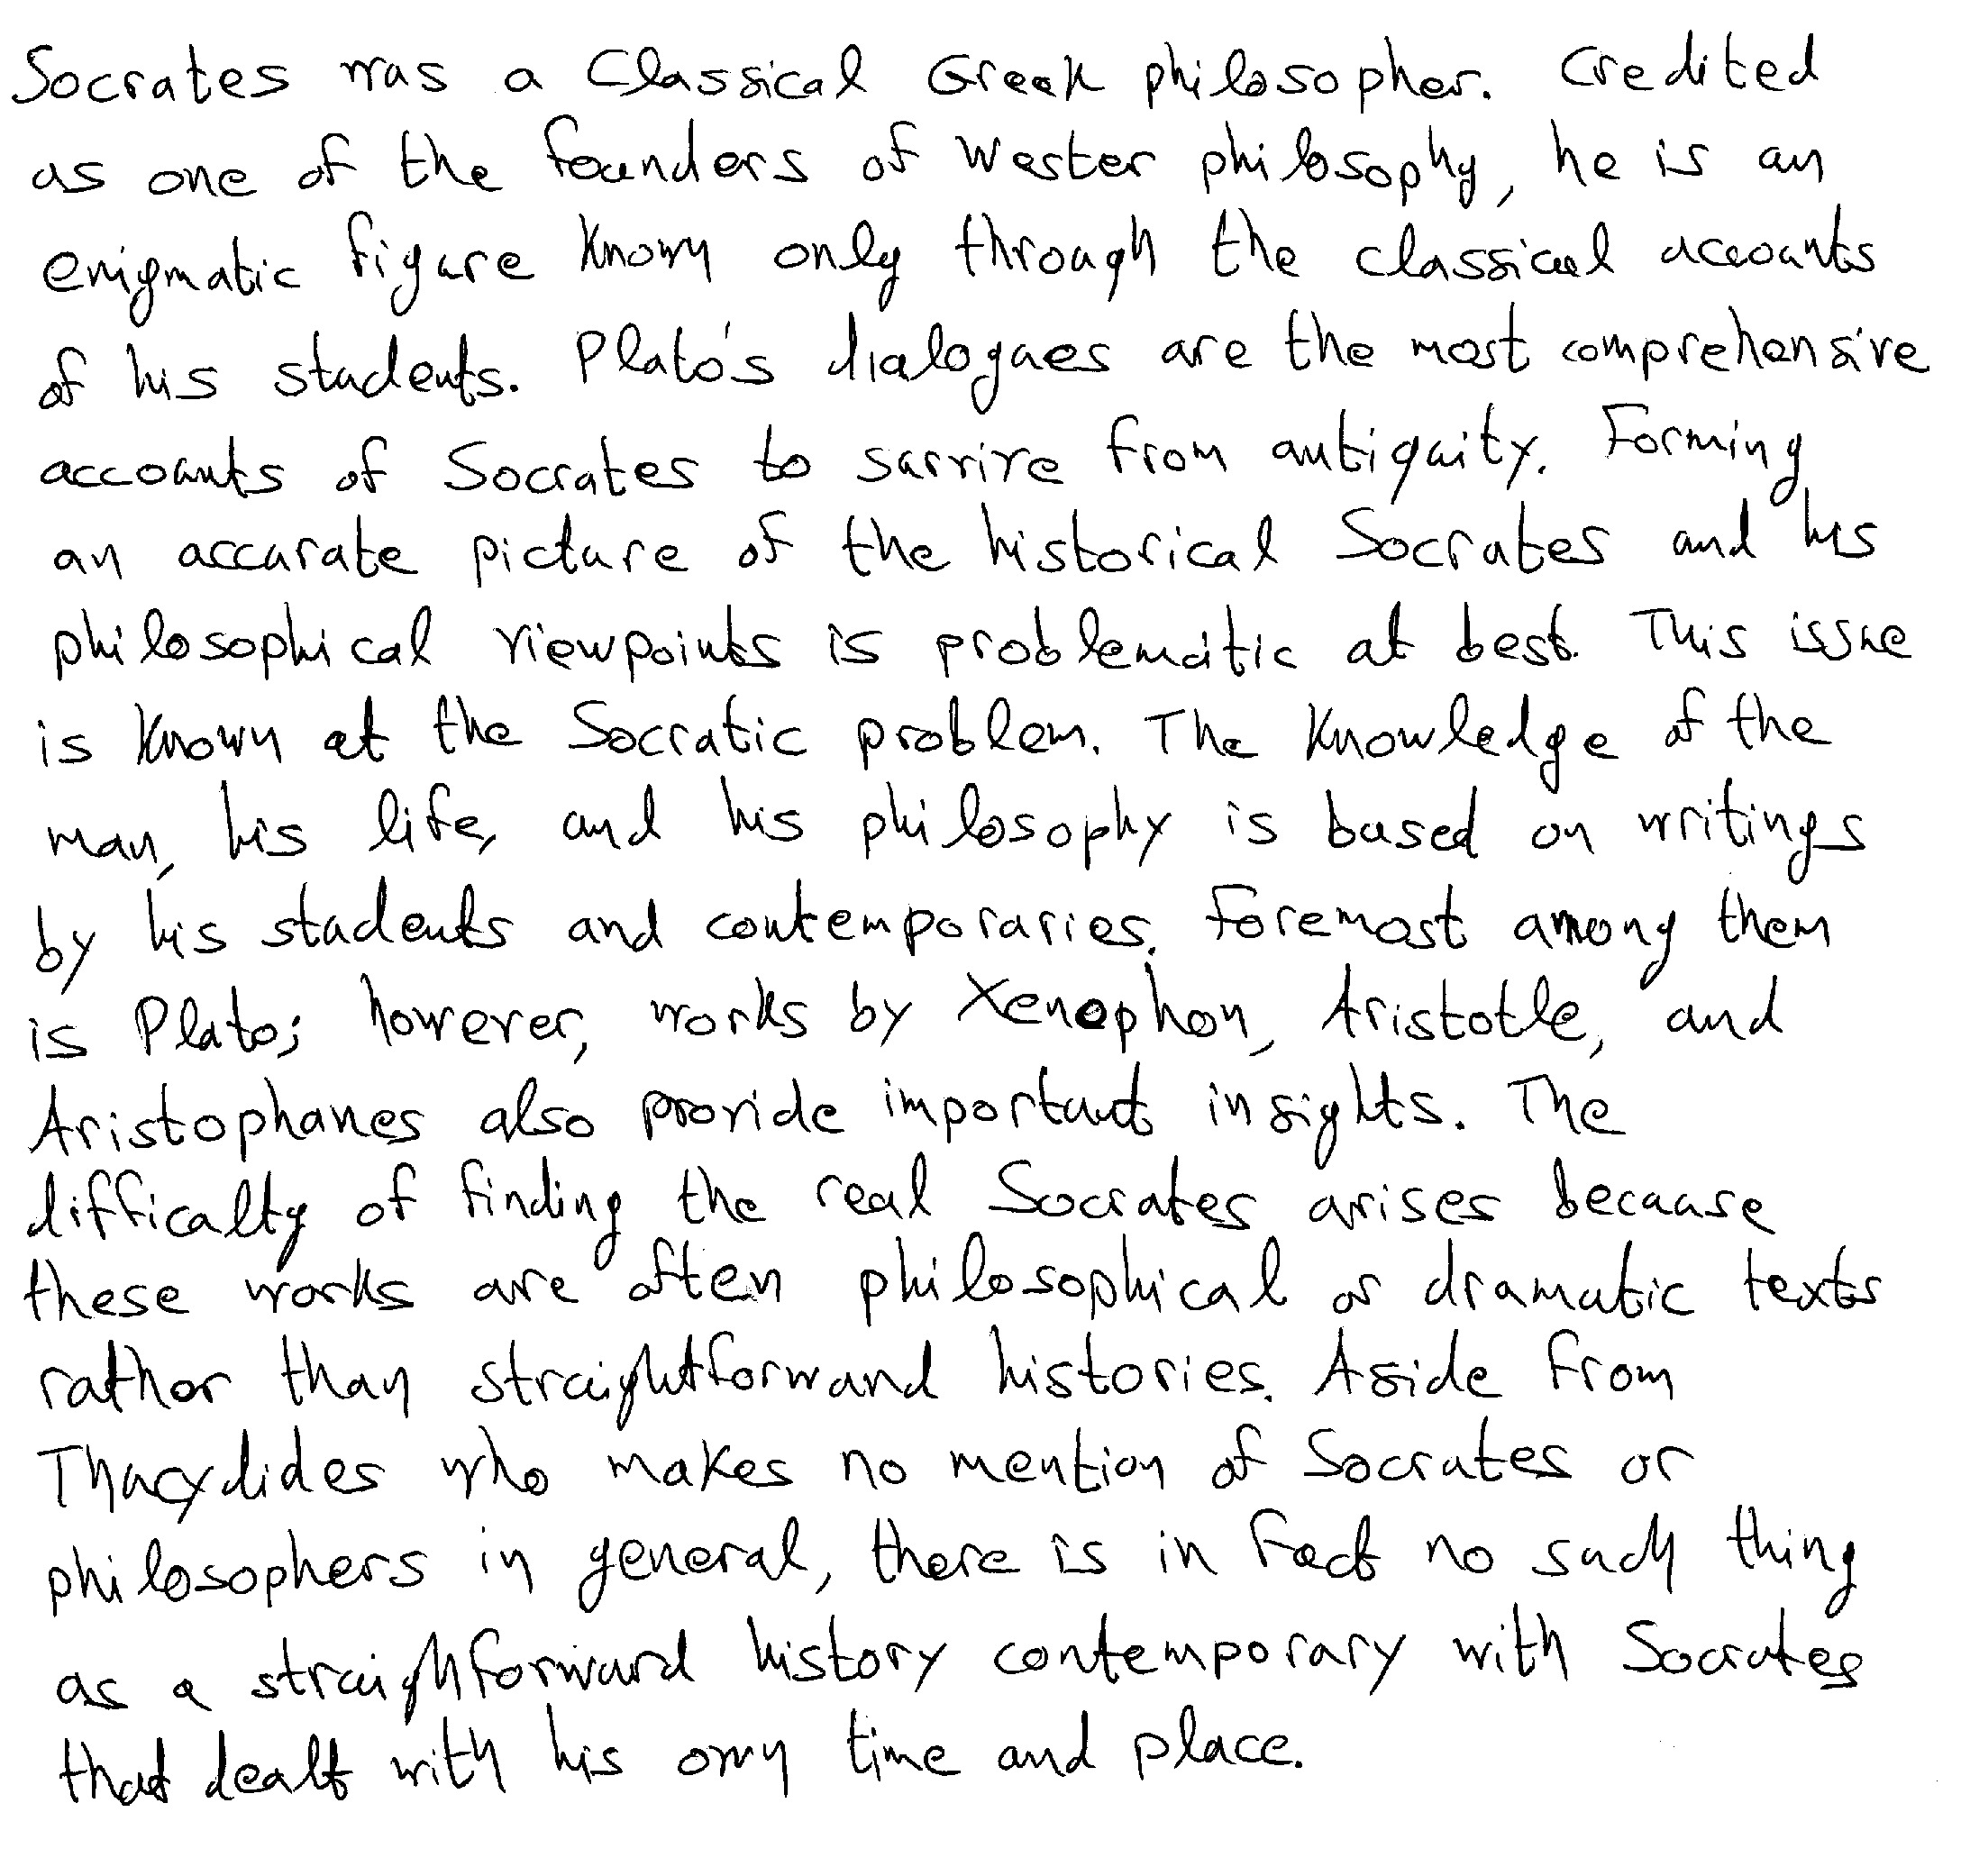 Socrates was a Classical Greek philosopher. Credited
as one of the founders of Wester philosophy, he is an
enigmatic figure known only through the classical accounts
of his students. Plato's dialogues are the most comprehensive
accounts of Socrates to survive from antiquity. Forming
an accurate picture of the historical Socrates and his
philosophical viewpoints is problematic at best. This issue
is known at the Socratic problem. The knowledge of the
man, his life, and his philosophy is based on writings
by his students and contemporaries. Foremost among them
is Plato; however, works by Xenophon, Aristotle, and
Aristophanes also provide important insights. The
difficulty of finding the real Socrates arises because
these works are often philosophical or dramatic texts
rather than straightforward histories. Aside from
Thucydides who makes no mention of Socrates or
philosophers in general, there is in fact no such thing
as a straighforward history contemporary with Socrates
that dealt with his own time and place.